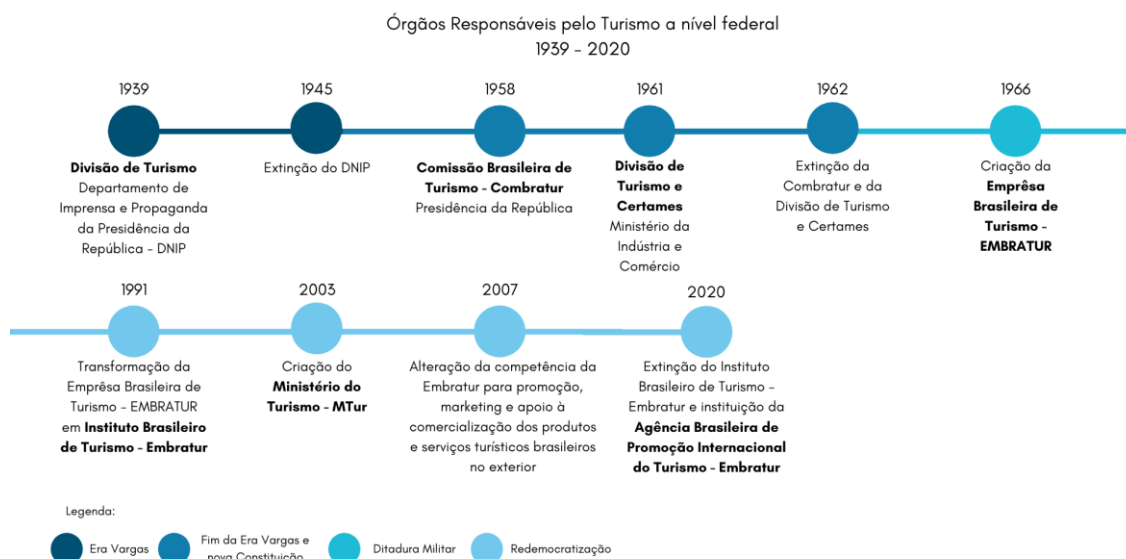 Órgãos Responsáveis pelo Turismo a nível federal
1939 - 2020
1939
Divisão de Turismo
Departamento de
Imprensa e Propaganda
da Presidência da
República - DNIP
1945
Extinção do DNIP
1958
Comissão Brasileira de
Turismo - Combratur
Presidência da República
1961
Divisão de
Turismo e
Certames
Ministério da
Indústria e
Comércio
1962
Extinção da
Combratur e da
Divisão de Turismo
e Certames
1966
Criação da
Emprêsa
Brasileira de
Turismo -
EMBRATUR
1991
Transformação da
Emprêsa Brasileira de
Turismo - EMBRATUR
em Instituto Brasileiro
de Turismo - Embratur
2003
Criação do
Ministério do
Turismo - MTur
2007
Alteração da competência da
Embratur para promoção,
marketing e apoio à
comercialização dos produtos
e serviços turísticos brasileiros
no exterior
2020
Extinção do Instituto
Brasileiro de Turismo -
Embratur e instituição da
Agência Brasileira de
Promoção Internacional
do Turismo - Embratur
Legenda:
Era Vargas
Fim da Era Vargas e
nova Constituição
Ditadura Militar
Redemocratização